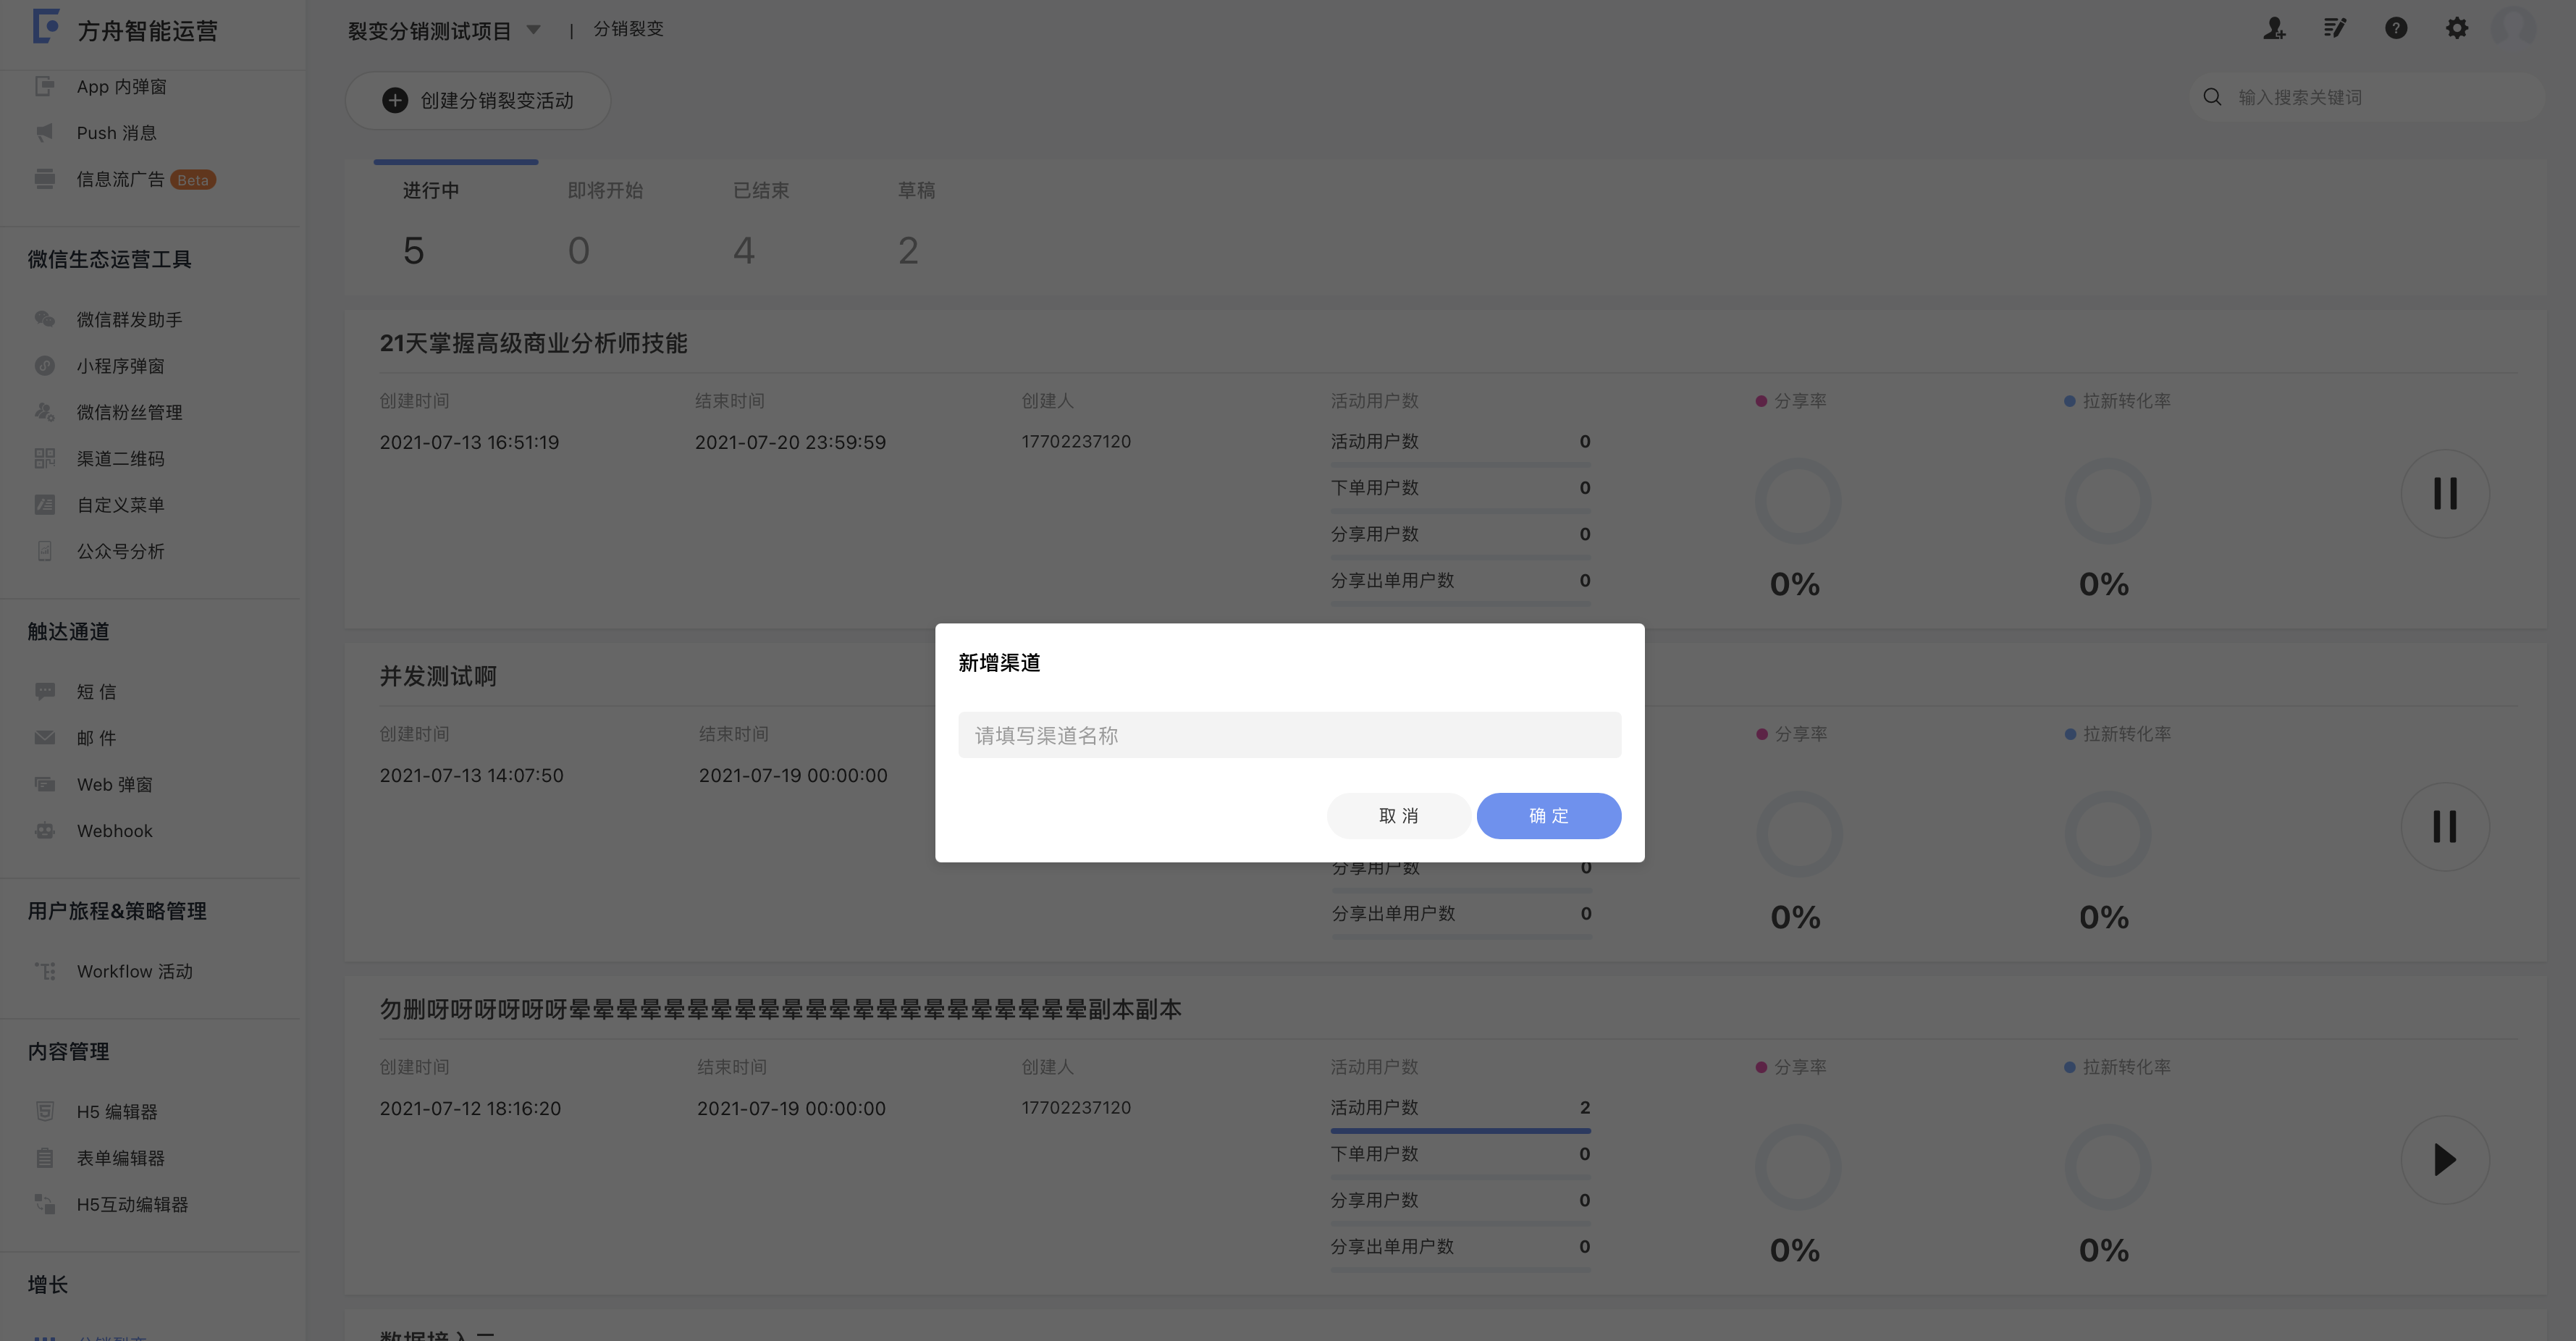 方舟智能运营
裂变分销测试项目 | 分销裂变
App 内弹窗
Push 消息
信息流广告 Beta
微信生态运营工具
微信群发助手
小程序弹窗
微信粉丝管理
渠道二维码
自定义菜单
公众号分析
触达通道
短 信
邮 件
Web 弹窗
Webhook
用户旅程&策略管理
Workflow 活动
内容管理
H5 编辑器
表单编辑器
H5互动编辑器
增长
分销裂变
创建分销裂变活动
输入搜索关键词
进行中 即将开始 已结束 草稿
5 0 4 2
21天掌握高级商业分析师技能
创建时间 结束时间 创建人 活动用户数 分享率 拉新转化率
2021-07-13 16:51:19 2021-07-20 23:59:59 17702237120 活动用户数 0
下单用户数 0
分享用户数 0
分享出单用户数 0
0% 0%
并发测试啊
创建时间 结束时间 分享率 拉新转化率
2021-07-13 14:07:50 2021-07-19 00:00:00
新增渠道
请填写渠道名称
取 消 确 定
分享用户数 0
分享出单用户数 0
0% 0%
勿删呀呀呀呀呀呀晕晕晕晕晕晕晕晕晕晕晕晕晕晕晕晕晕晕晕晕晕晕副本副本
创建时间 结束时间 创建人 活动用户数 分享率 拉新转化率
2021-07-12 18:16:20 2021-07-19 00:00:00 17702237120 活动用户数 2
下单用户数 0
分享用户数 0
分享出单用户数 0
0% 0%